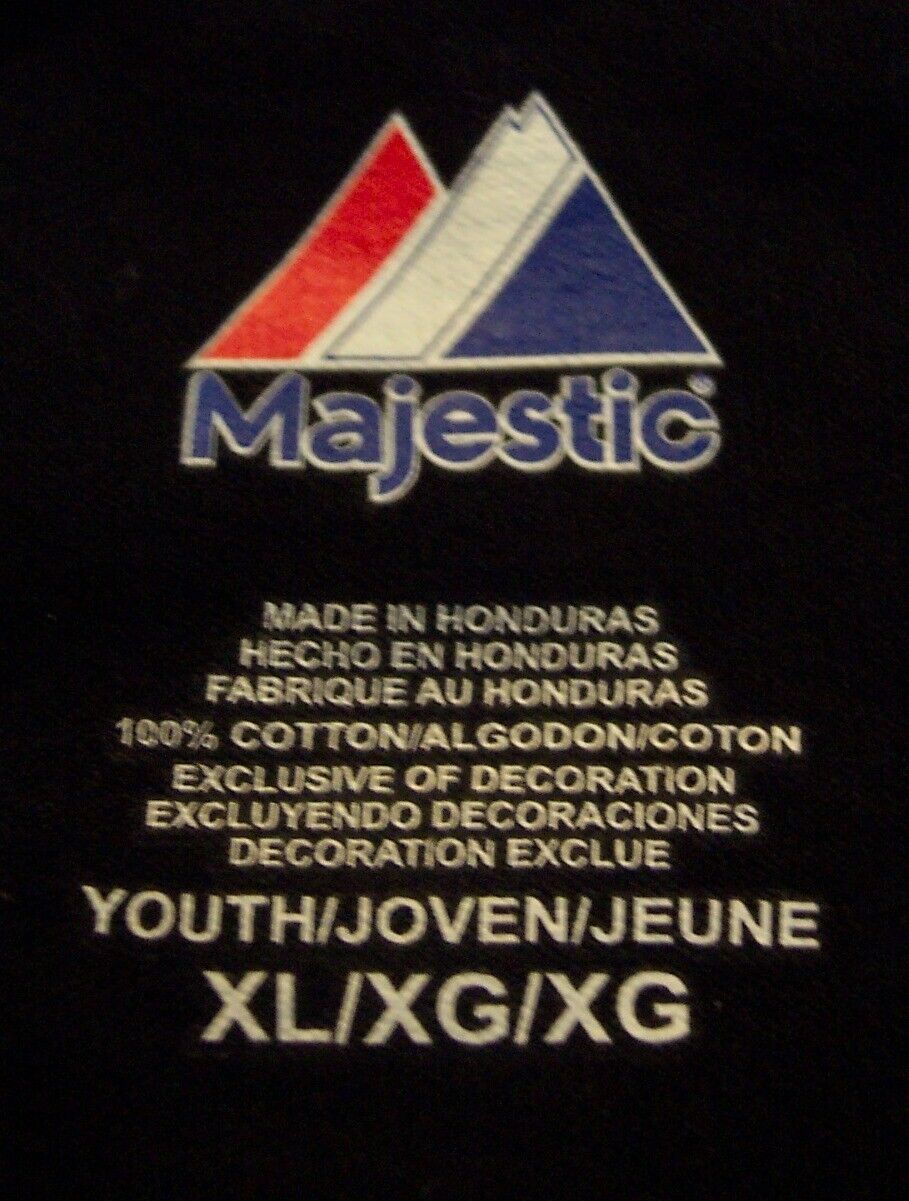 Majestic®
MADE IN HONDURAS
HECHO EN HONDURAS
FABRIQUE AU HONDURAS
100% COTTON/ALGODON/COTON
EXCLUSIVE OF DECORATION
EXCLUYENDO DECORACIONES
DECORATION EXCLUE
YOUTH/JOVEN/JEUNE
XL/XG/XG